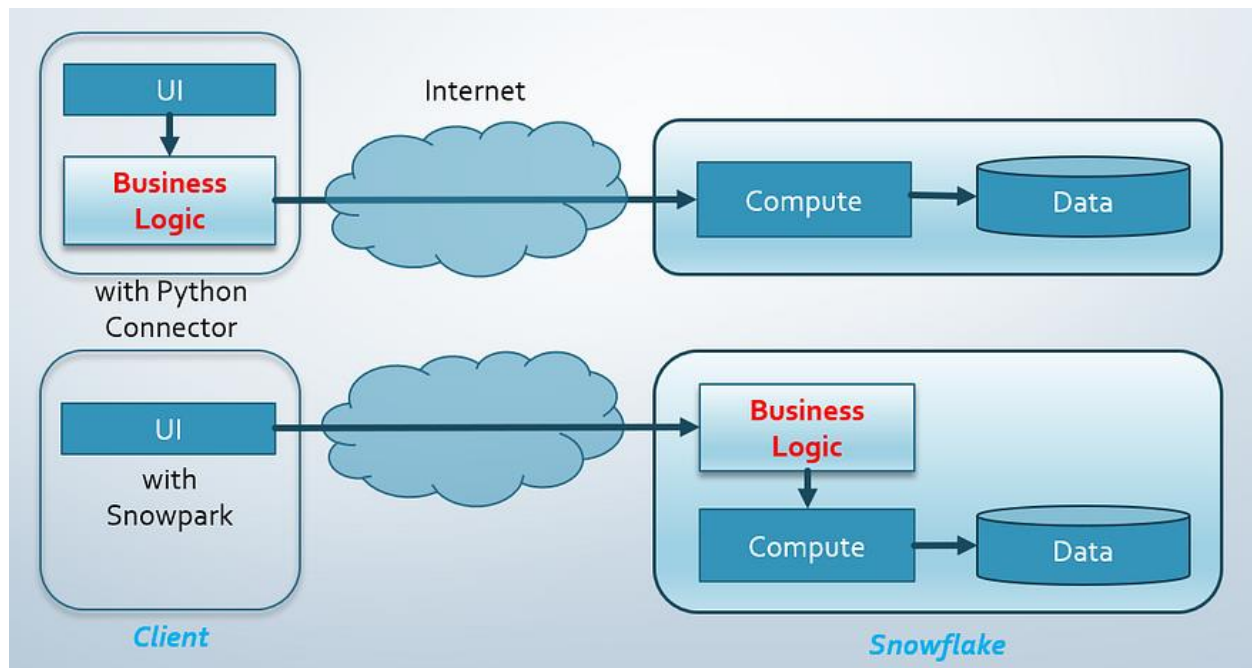 UI
Business
Logic
with Python
Connector
Internet
Compute
Data
UI
with
Snowpark
Business
Logic
Compute
Data
Client
Snowflake